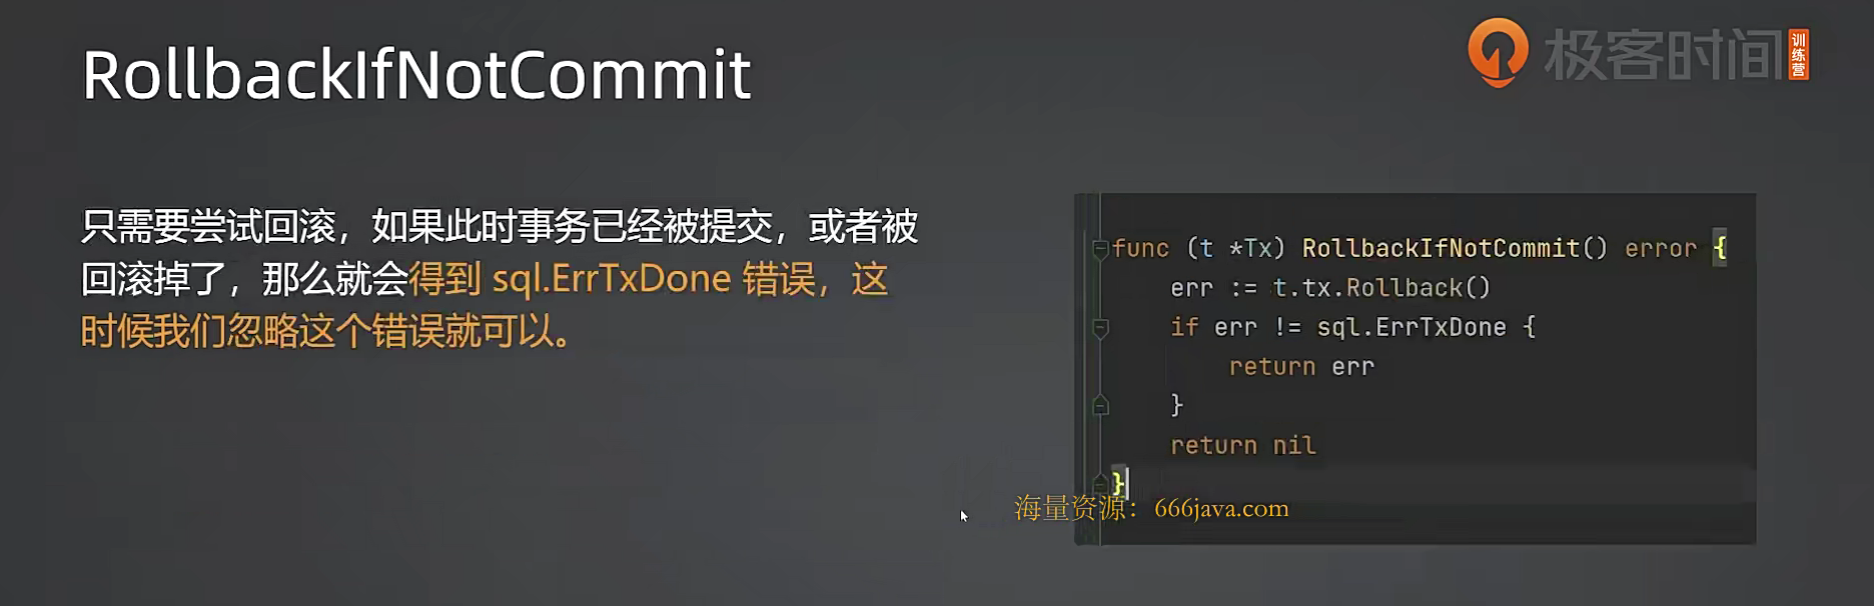 RollbackIfNotCommit
极客时间
训练营
只需要尝试回滚，如果此时事务已经被提交，或者被
回滚掉了，那么就会得到 sql.ErrTxDone 错误，这
时候我们忽略这个错误就可以。
func (t *Tx) RollbackIfNotCommit() error {
err := t.tx.Rollback()
if err != sql.ErrTxDone {
return err
}
return nil
}
海量资源：666java.com